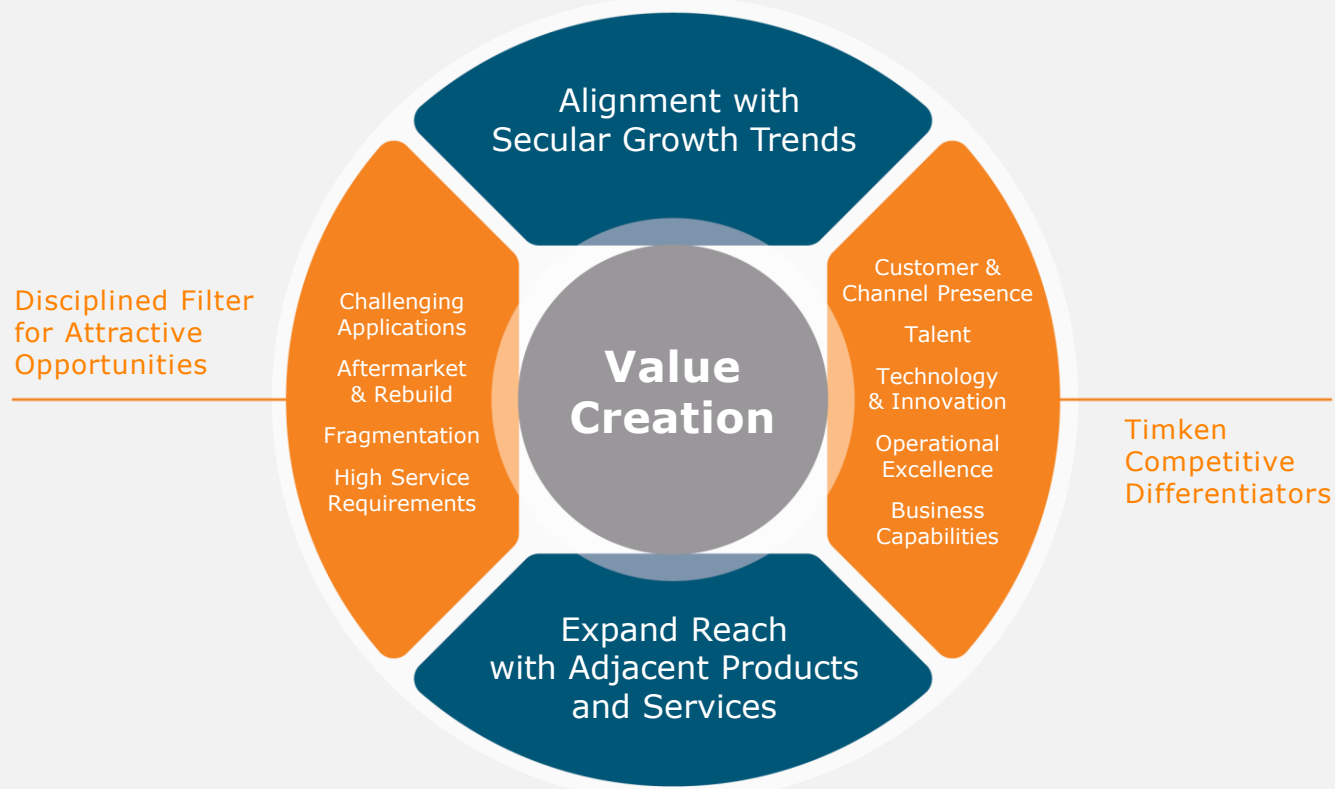 Alignment with
Secular Growth Trends
Disciplined Filter
for Attractive
Opportunities
Challenging
Applications
Aftermarket
& Rebuild
Fragmentation
High Service
Requirements
Value
Creation
Customer &
Channel Presence
Talent
Technology
& Innovation
Operational
Excellence
Business
Capabilities
Timken
Competitive
Differentiators
Expand Reach
with Adjacent Products
and Services